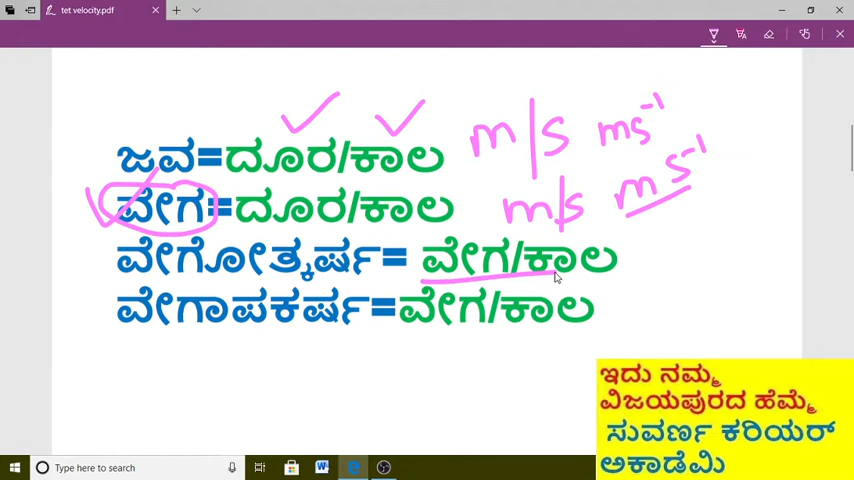 tet velocity.pdf
ಜವ=ದೂರ/ಕಾಲ m/s ms⁻¹
ವೇಗ=ದೂರ/ಕಾಲ m/s ms⁻¹
ವೇಗೋತ್ಕರ್ಷ= ವೇಗ/ಕಾಲ
ವೇಗಾಪಕರ್ಷ=ವೇಗ/ಕಾಲ
ಇದು ನಮ್ಮ
ವಿಜಯಪುರದ ಹೆಮ್ಮೆ
ಸುವರ್ಣ ಕರಿಯರ್
ಅಕಾಡೆಮಿ
Type here to search